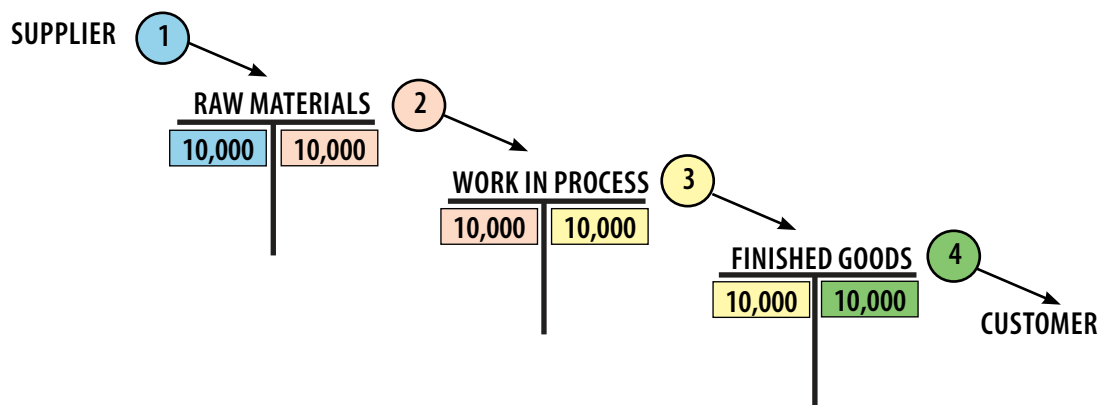 SUPPLIER 1
RAW MATERIALS 2
10,000 10,000
WORK IN PROCESS 3
10,000 10,000
FINISHED GOODS 4
10,000 10,000
CUSTOMER